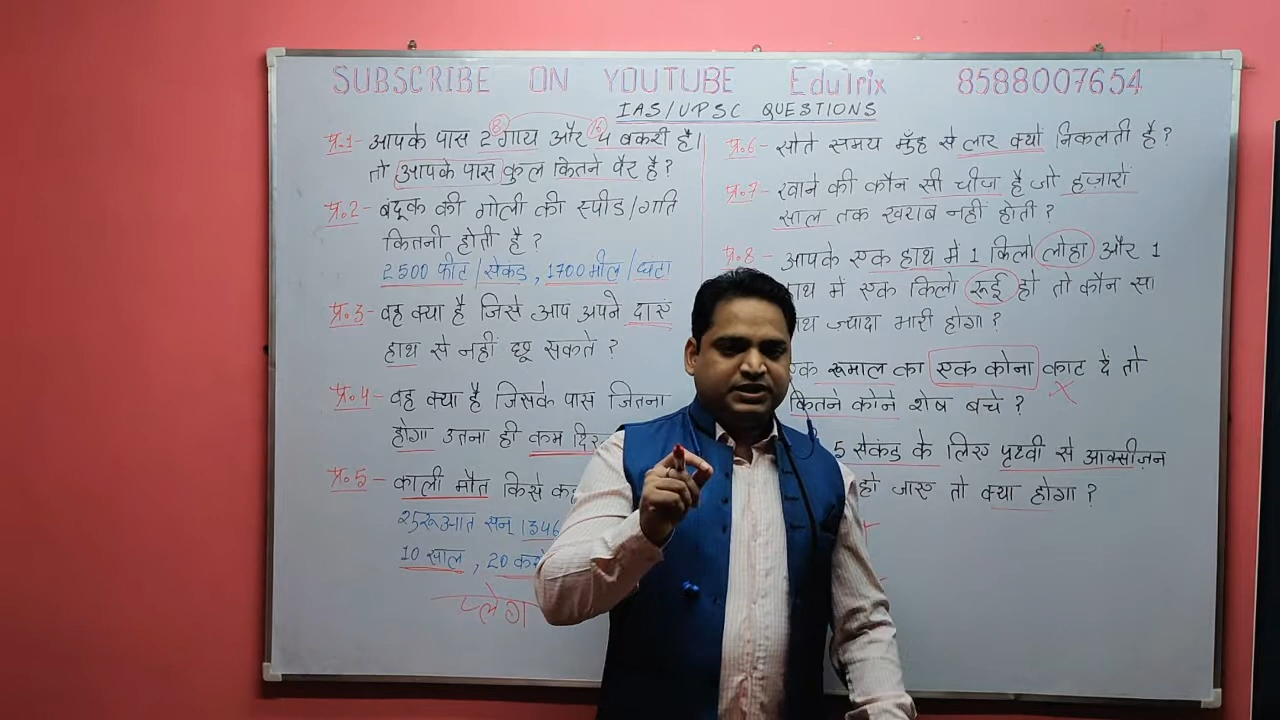 SUBSCRIBE ON YOUTUBE EduTrix 8588007654
IAS/UPSC QUESTIONS
प्र.1- आपके पास 2 गाय और 4 बकरी है।
तो आपके पास कुल कितने पैर है?
प्र.2- बंदूक की गोली की स्पीड/गति
कितनी होती है?
2500 फीट/सेकंड, 1700 मील/घंटा
प्र.3- वह क्या है जिसे आप अपने दाएं
हाथ से नहीं छू सकते?
प्र.4- वह क्या है जिसके पास जितना
होगा उतना ही कम
प्र.5- काली मौत किसे
शुरूआत सन् 1346
10 साल, 20
प्लेग
प्र.6- सोते समय मुँह से लार क्यों निकलती है?
प्र.7- खाने की कौन सी चीज है जो हज़ारों
साल तक खराब नहीं होती?
प्र.8- आपके एक हाथ में 1 किलो लोहा और 1
हाथ में एक किलो रूई हो तो कौन सा
हाथ ज्यादा भारी होगा?
रूमाल का एक कोना काट दें तो
कितने कोने शेष बचे?
5 सेकंड के लिए पृथ्वी से आक्सीज़न
हो जाए तो क्या होगा?